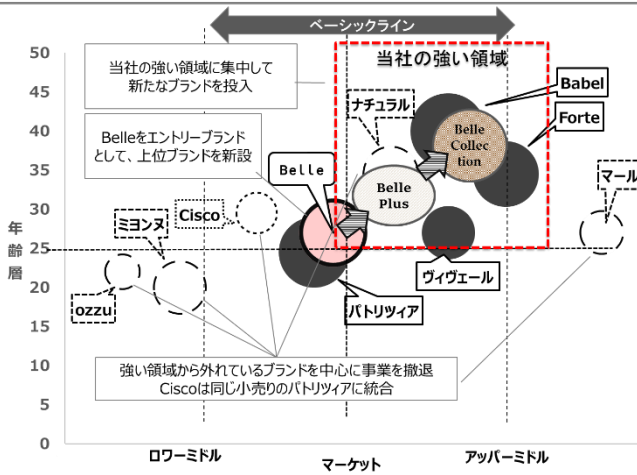 ベーシックライン
50
45
40
35
30
25
20
15
10
5
0
年齢層
当社の強い領域に集中して
新たなブランドを投入
Belleをエントリーブランド
として、上位ブランドを新設
当社の強い領域
ナチュラル
Babel
Forte
Belle
Collec
tion
Belle
Plus
Belle
マール
Cisco
ミヨンヌ
ozzu
ヴィヴェール
パトリツィア
強い領域から外れているブランドを中心に事業を撤退
Ciscoは同じ小売りのパトリツィアに統合
ロワーミドル
マーケット
アッパーミドル